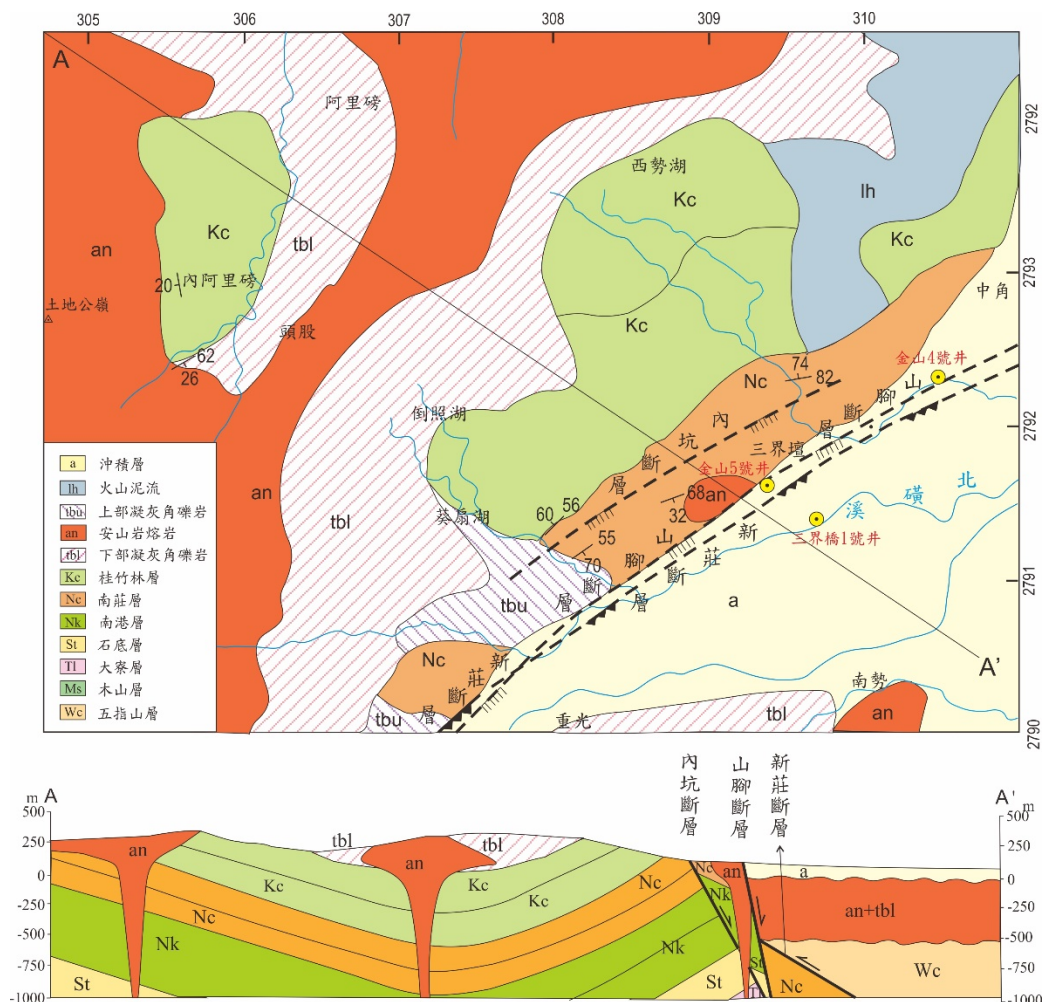 305 306 307 308 309 310
A
阿里磅
2792
西勢湖
Kc
lh
Kc
tbl
Kc
an
20
內阿里磅
2793
中角
土地公嶺
頭股
Kc
62
26
74
82
金山4號井
Nc
倒照湖
2792
內坑斷層
三界壇
金山5號井
an
68
an
32
56
60
葵扇湖
55
70
tbl
山腳斷層
新莊斷層
北磺溪
三界橋1號井
2791
tbu
a
A'
Nc
新莊斷層
南勢
tbu
重光
tbl
an
2790
a 沖積層
lh 火山泥流
tbu 上部凝灰角礫岩
an 安山岩熔岩
tbl 下部凝灰角礫岩
Kc 桂竹林層
Nc 南莊層
Nk 南港層
St 石底層
Tl 大寮層
Ms 木山層
Wc 五指山層
內坑斷層
山腳斷層
新莊斷層
m A
A' m
500
250
0
-250
-500
-750
-1000
an
tbl
an
tbl
Nc
an
a
Kc
Kc
Kc
Nc
Nc
Nk
Nk
Nk
an+tbl
St
St
St
Tl
Nc
Wc
500
250
0
-250
-500
-750
-1000